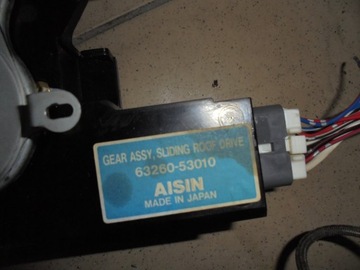 GEAR ASSY, SLIDING ROOF DRIVE
63260-53010
AISIN
MADE IN JAPAN